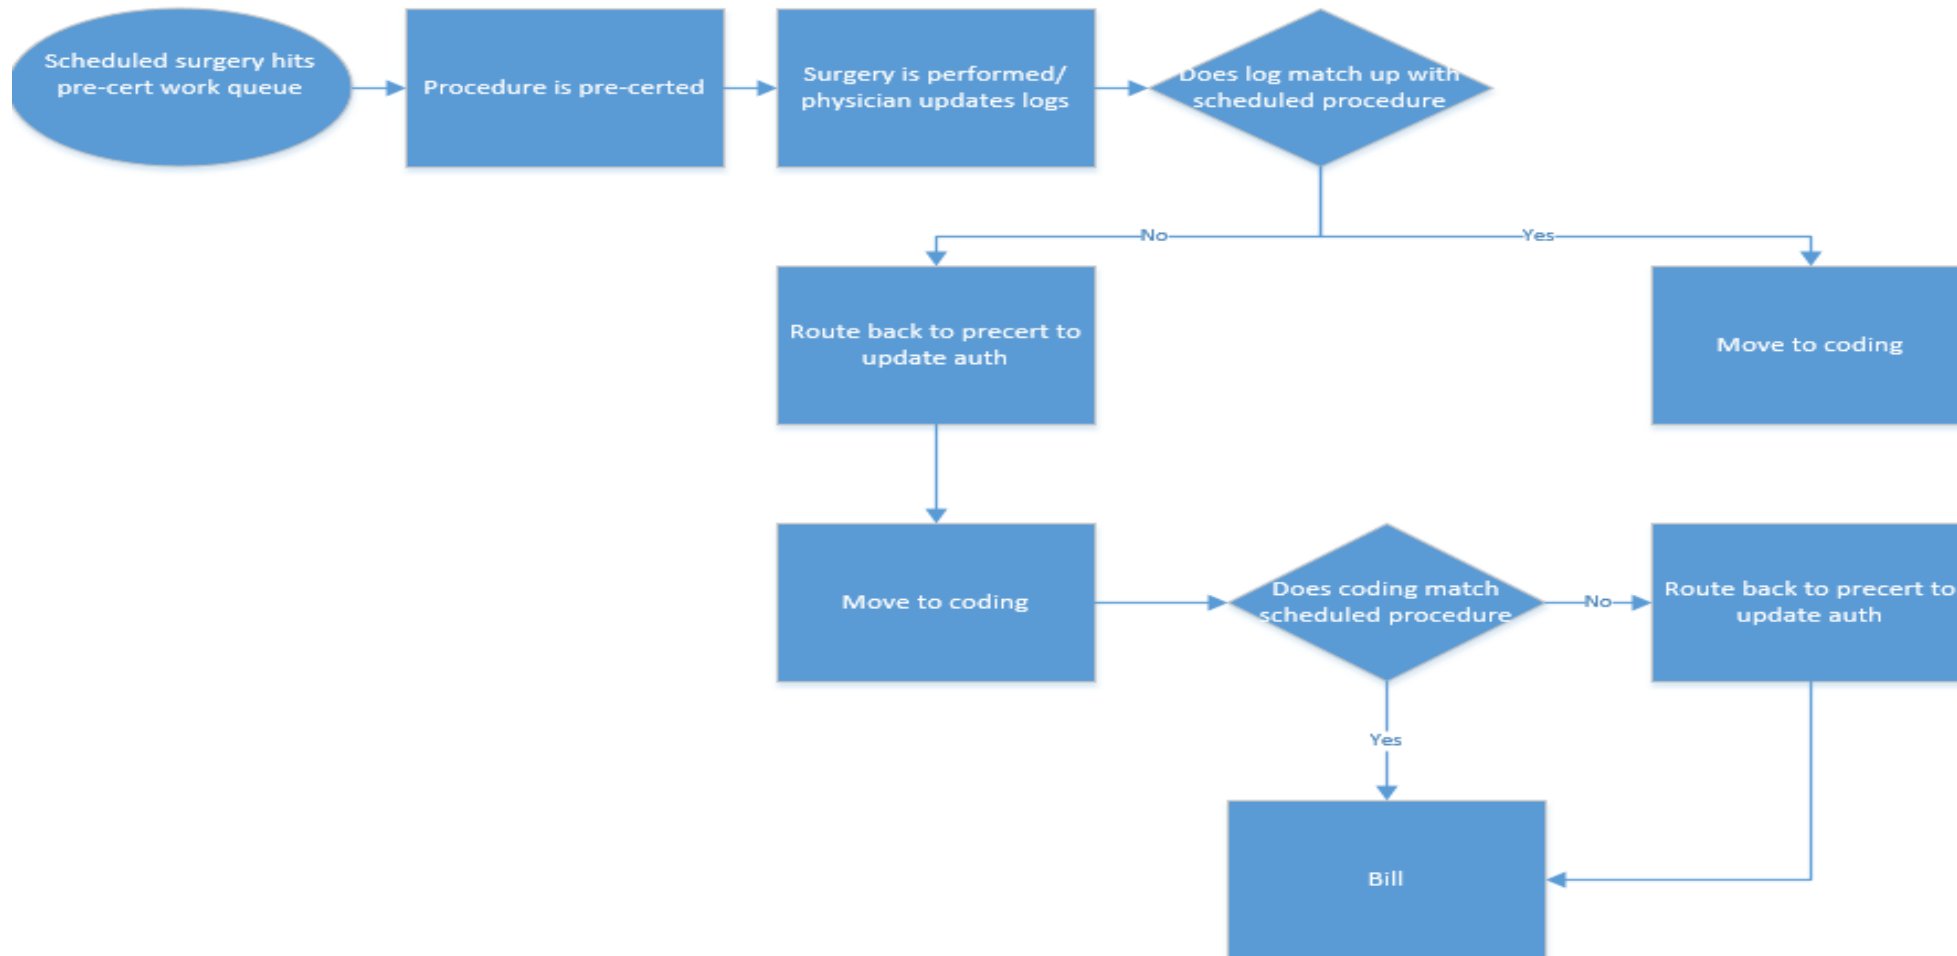 Scheduled surgery hits
pre-cert work queue
Procedure is pre-certed
Surgery is performed/
physician updates logs
Does log match up with
scheduled procedure
No
Yes
Route back to precert to
update auth
Move to coding
Move to coding
Does coding match
scheduled procedure
No
Route back to precert to
update auth
Yes
Bill